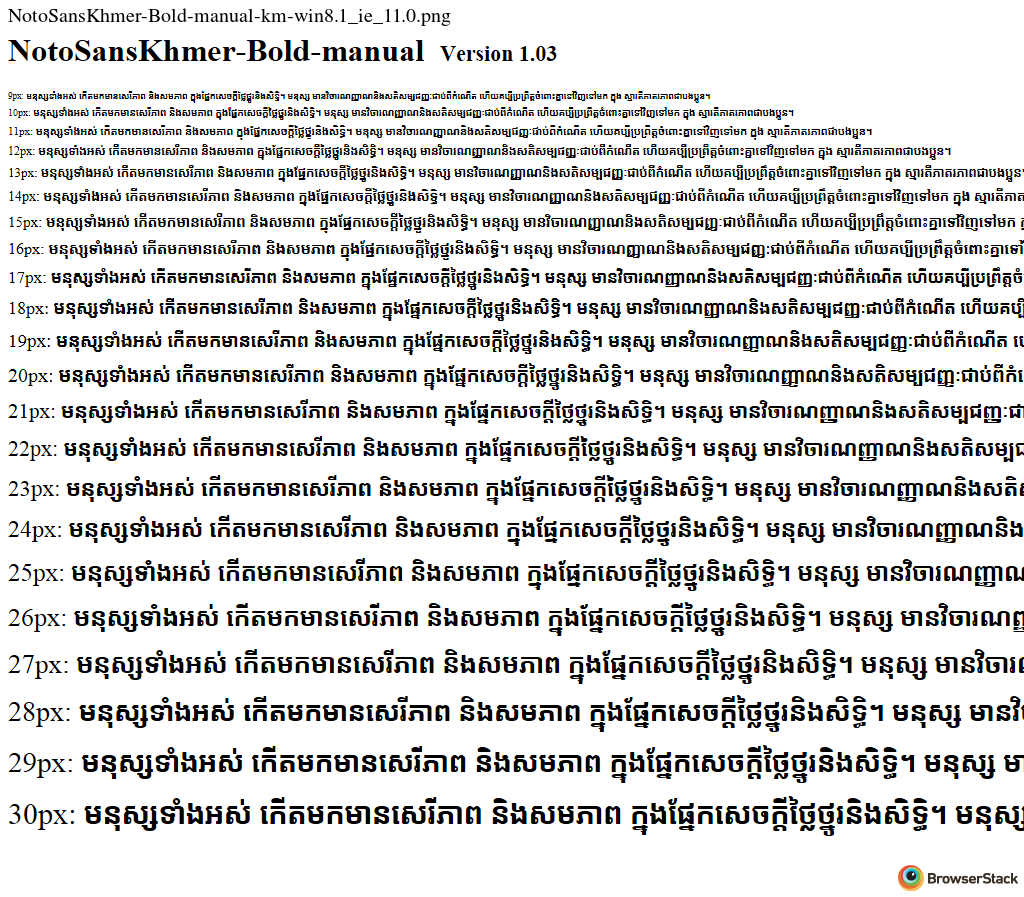 NotoSansKhmer-Bold-manual-km-win8.1_ie_11.0.png
NotoSansKhmer-Bold-manual Version 1.03
9px: មនុស្សទាំងអស់ កើតមកមានសេរីភាព និងសមភាព ក្នុងផ្នែកសេចក្ដីថ្លៃថ្នូរនិងសិទ្ធិ។ មនុស្ស មានវិចារណញ្ញាណនិងសតិសម្បជញ្ញៈជាប់ពីកំណើត ហើយគប្បីប្រព្រឹត្ដចំពោះគ្នាទៅវិញទៅមក ក្នុង ស្មារតីភាតរភាពជាបងប្អូន។
10px: មនុស្សទាំងអស់ កើតមកមានសេរីភាព និងសមភាព ក្នុងផ្នែកសេចក្ដីថ្លៃថ្នូរនិងសិទ្ធិ។ មនុស្ស មានវិចារណញ្ញាណនិងសតិសម្បជញ្ញៈជាប់ពីកំណើត ហើយគប្បីប្រព្រឹត្ដចំពោះគ្នាទៅវិញទៅមក ក្នុង ស្មារតីភាតរភាពជាបងប្អូន។
11px: មនុស្សទាំងអស់ កើតមកមានសេរីភាព និងសមភាព ក្នុងផ្នែកសេចក្ដីថ្លៃថ្នូរនិងសិទ្ធិ។ មនុស្ស មានវិចារណញ្ញាណនិងសតិសម្បជញ្ញៈជាប់ពីកំណើត ហើយគប្បីប្រព្រឹត្ដចំពោះគ្នាទៅវិញទៅមក ក្នុង ស្មារតីភាតរភាពជាបងប្អូន។
12px: មនុស្សទាំងអស់ កើតមកមានសេរីភាព និងសមភាព ក្នុងផ្នែកសេចក្ដីថ្លៃថ្នូរនិងសិទ្ធិ។ មនុស្ស មានវិចារណញ្ញាណនិងសតិសម្បជញ្ញៈជាប់ពីកំណើត ហើយគប្បីប្រព្រឹត្ដចំពោះគ្នាទៅវិញទៅមក ក្នុង ស្មារតីភាតរភាពជាបងប្អូន។
13px: មនុស្សទាំងអស់ កើតមកមានសេរីភាព និងសមភាព ក្នុងផ្នែកសេចក្ដីថ្លៃថ្នូរនិងសិទ្ធិ។ មនុស្ស មានវិចារណញ្ញាណនិងសតិសម្បជញ្ញៈជាប់ពីកំណើត ហើយគប្បីប្រព្រឹត្ដចំពោះគ្នាទៅវិញទៅមក ក្នុង ស្មារតីភាតរភាពជាបងប្អូន។
14px: មនុស្សទាំងអស់ កើតមកមានសេរីភាព និងសមភាព ក្នុងផ្នែកសេចក្ដីថ្លៃថ្នូរនិងសិទ្ធិ។ មនុស្ស មានវិចារណញ្ញាណនិងសតិសម្បជញ្ញៈជាប់ពីកំណើត ហើយគប្បីប្រព្រឹត្ដចំពោះគ្នាទៅវិញទៅមក ក្នុង ស្មារតីភាតរ
15px: មនុស្សទាំងអស់ កើតមកមានសេរីភាព និងសមភាព ក្នុងផ្នែកសេចក្ដីថ្លៃថ្នូរនិងសិទ្ធិ។ មនុស្ស មានវិចារណញ្ញាណនិងសតិសម្បជញ្ញៈជាប់ពីកំណើត ហើយគប្បីប្រព្រឹត្ដចំពោះគ្នាទៅវិញទៅមក
16px: មនុស្សទាំងអស់ កើតមកមានសេរីភាព និងសមភាព ក្នុងផ្នែកសេចក្ដីថ្លៃថ្នូរនិងសិទ្ធិ។ មនុស្ស មានវិចារណញ្ញាណនិងសតិសម្បជញ្ញៈជាប់ពីកំណើត ហើយគប្បីប្រព្រឹត្ដចំពោះគ្នាទៅ
17px: មនុស្សទាំងអស់ កើតមកមានសេរីភាព និងសមភាព ក្នុងផ្នែកសេចក្ដីថ្លៃថ្នូរនិងសិទ្ធិ។ មនុស្ស មានវិចារណញ្ញាណនិងសតិសម្បជញ្ញៈជាប់ពីកំណើត ហើយគប្បីប្រព្រឹត្ដចំ
18px: មនុស្សទាំងអស់ កើតមកមានសេរីភាព និងសមភាព ក្នុងផ្នែកសេចក្ដីថ្លៃថ្នូរនិងសិទ្ធិ។ មនុស្ស មានវិចារណញ្ញាណនិងសតិសម្បជញ្ញៈជាប់ពីកំណើត ហើយគប្បី
19px: មនុស្សទាំងអស់ កើតមកមានសេរីភាព និងសមភាព ក្នុងផ្នែកសេចក្ដីថ្លៃថ្នូរនិងសិទ្ធិ។ មនុស្ស មានវិចារណញ្ញាណនិងសតិសម្បជញ្ញៈជាប់ពីកំណើត
20px: មនុស្សទាំងអស់ កើតមកមានសេរីភាព និងសមភាព ក្នុងផ្នែកសេចក្ដីថ្លៃថ្នូរនិងសិទ្ធិ។ មនុស្ស មានវិចារណញ្ញាណនិងសតិសម្បជញ្ញៈជាប់ពីកំ
21px: មនុស្សទាំងអស់ កើតមកមានសេរីភាព និងសមភាព ក្នុងផ្នែកសេចក្ដីថ្លៃថ្នូរនិងសិទ្ធិ។ មនុស្ស មានវិចារណញ្ញាណនិងសតិសម្បជញ្ញៈជា
22px: មនុស្សទាំងអស់ កើតមកមានសេរីភាព និងសមភាព ក្នុងផ្នែកសេចក្ដីថ្លៃថ្នូរនិងសិទ្ធិ។ មនុស្ស មានវិចារណញ្ញាណនិងសតិសម្បជ
23px: មនុស្សទាំងអស់ កើតមកមានសេរីភាព និងសមភាព ក្នុងផ្នែកសេចក្ដីថ្លៃថ្នូរនិងសិទ្ធិ។ មនុស្ស មានវិចារណញ្ញាណនិងសតិ
24px: មនុស្សទាំងអស់ កើតមកមានសេរីភាព និងសមភាព ក្នុងផ្នែកសេចក្ដីថ្លៃថ្នូរនិងសិទ្ធិ។ មនុស្ស មានវិចារណញ្ញាណនិង
25px: មនុស្សទាំងអស់ កើតមកមានសេរីភាព និងសមភាព ក្នុងផ្នែកសេចក្ដីថ្លៃថ្នូរនិងសិទ្ធិ។ មនុស្ស មានវិចារណញ្ញាណ
26px: មនុស្សទាំងអស់ កើតមកមានសេរីភាព និងសមភាព ក្នុងផ្នែកសេចក្ដីថ្លៃថ្នូរនិងសិទ្ធិ។ មនុស្ស មានវិចារណញ្ញ
27px: មនុស្សទាំងអស់ កើតមកមានសេរីភាព និងសមភាព ក្នុងផ្នែកសេចក្ដីថ្លៃថ្នូរនិងសិទ្ធិ។ មនុស្ស មានវិចារ
28px: មនុស្សទាំងអស់ កើតមកមានសេរីភាព និងសមភាព ក្នុងផ្នែកសេចក្ដីថ្លៃថ្នូរនិងសិទ្ធិ។ មនុស្ស មានវិ
29px: មនុស្សទាំងអស់ កើតមកមានសេរីភាព និងសមភាព ក្នុងផ្នែកសេចក្ដីថ្លៃថ្នូរនិងសិទ្ធិ។ មនុស្ស មា
30px: មនុស្សទាំងអស់ កើតមកមានសេរីភាព និងសមភាព ក្នុងផ្នែកសេចក្ដីថ្លៃថ្នូរនិងសិទ្ធិ។ មនុស្ស
BrowserStack